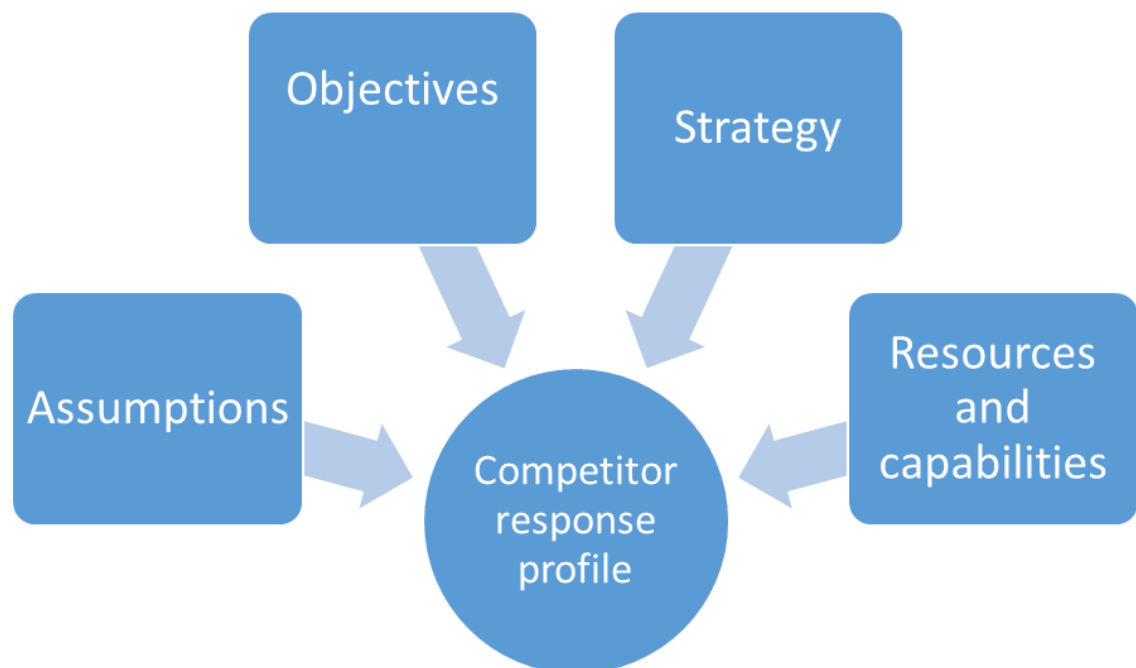 Objectives
Strategy
Assumptions
Resources
and
capabilities
Competitor
response
profile